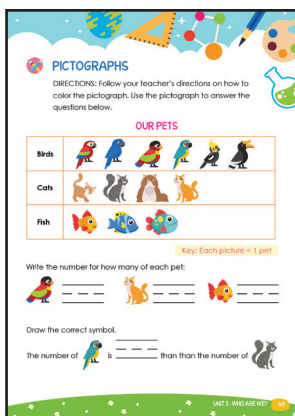 PICTOGRAPHS
DIRECTIONS: Follow your teacher's directions on how to
color the pictograph. Use the pictograph to answer the
questions below.
OUR PETS
Birds
Cats
Fish
Key: Each picture = 1 pet
Write the number for how many of each pet:
Draw the correct symbol.
The number of is than than the number of
UNIT 3 - WHO ARE WE? 43